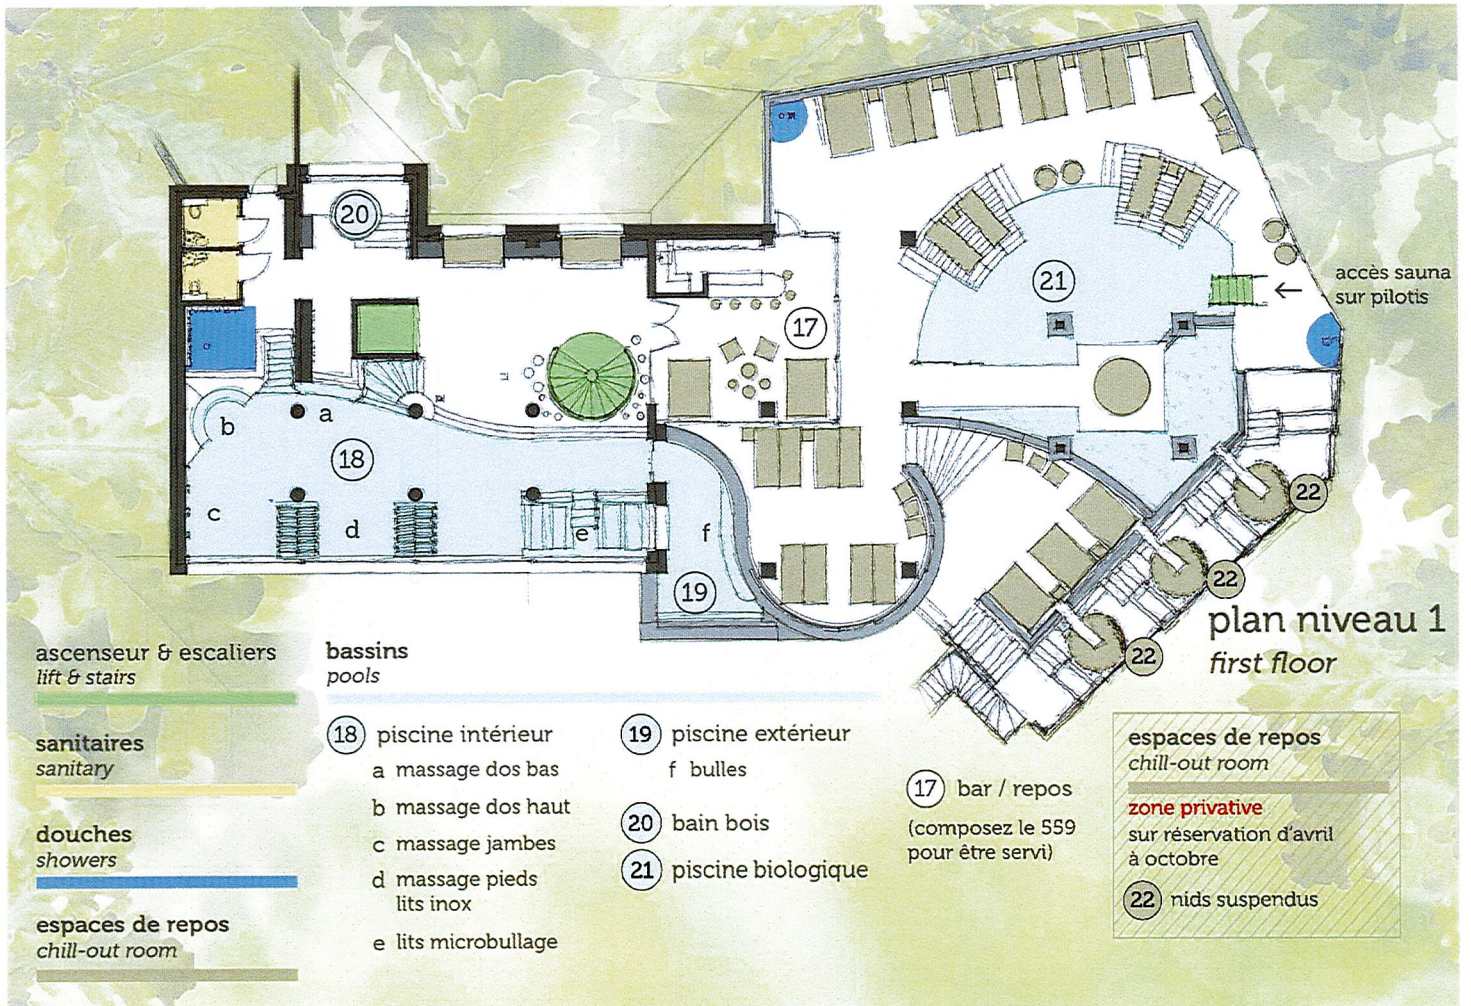 20
21
accès sauna
sur pilotis
17
b
a
18
c
d
e
f
19
22
22
22
plan niveau 1
first floor
ascenseur & escaliers
lift & stairs
sanitaires
sanitary
douches
showers
espaces de repos
chill-out room
bassins
pools
18 piscine intérieur
a massage dos bas
b massage dos haut
c massage jambes
d massage pieds
lits inox
e lits microbullage
19 piscine extérieur
f bulles
20 bain bois
21 piscine biologique
17 bar / repos
(composez le 559
pour être servi)
espaces de repos
chill-out room
zone privative
sur réservation d'avril
à octobre
22 nids suspendus